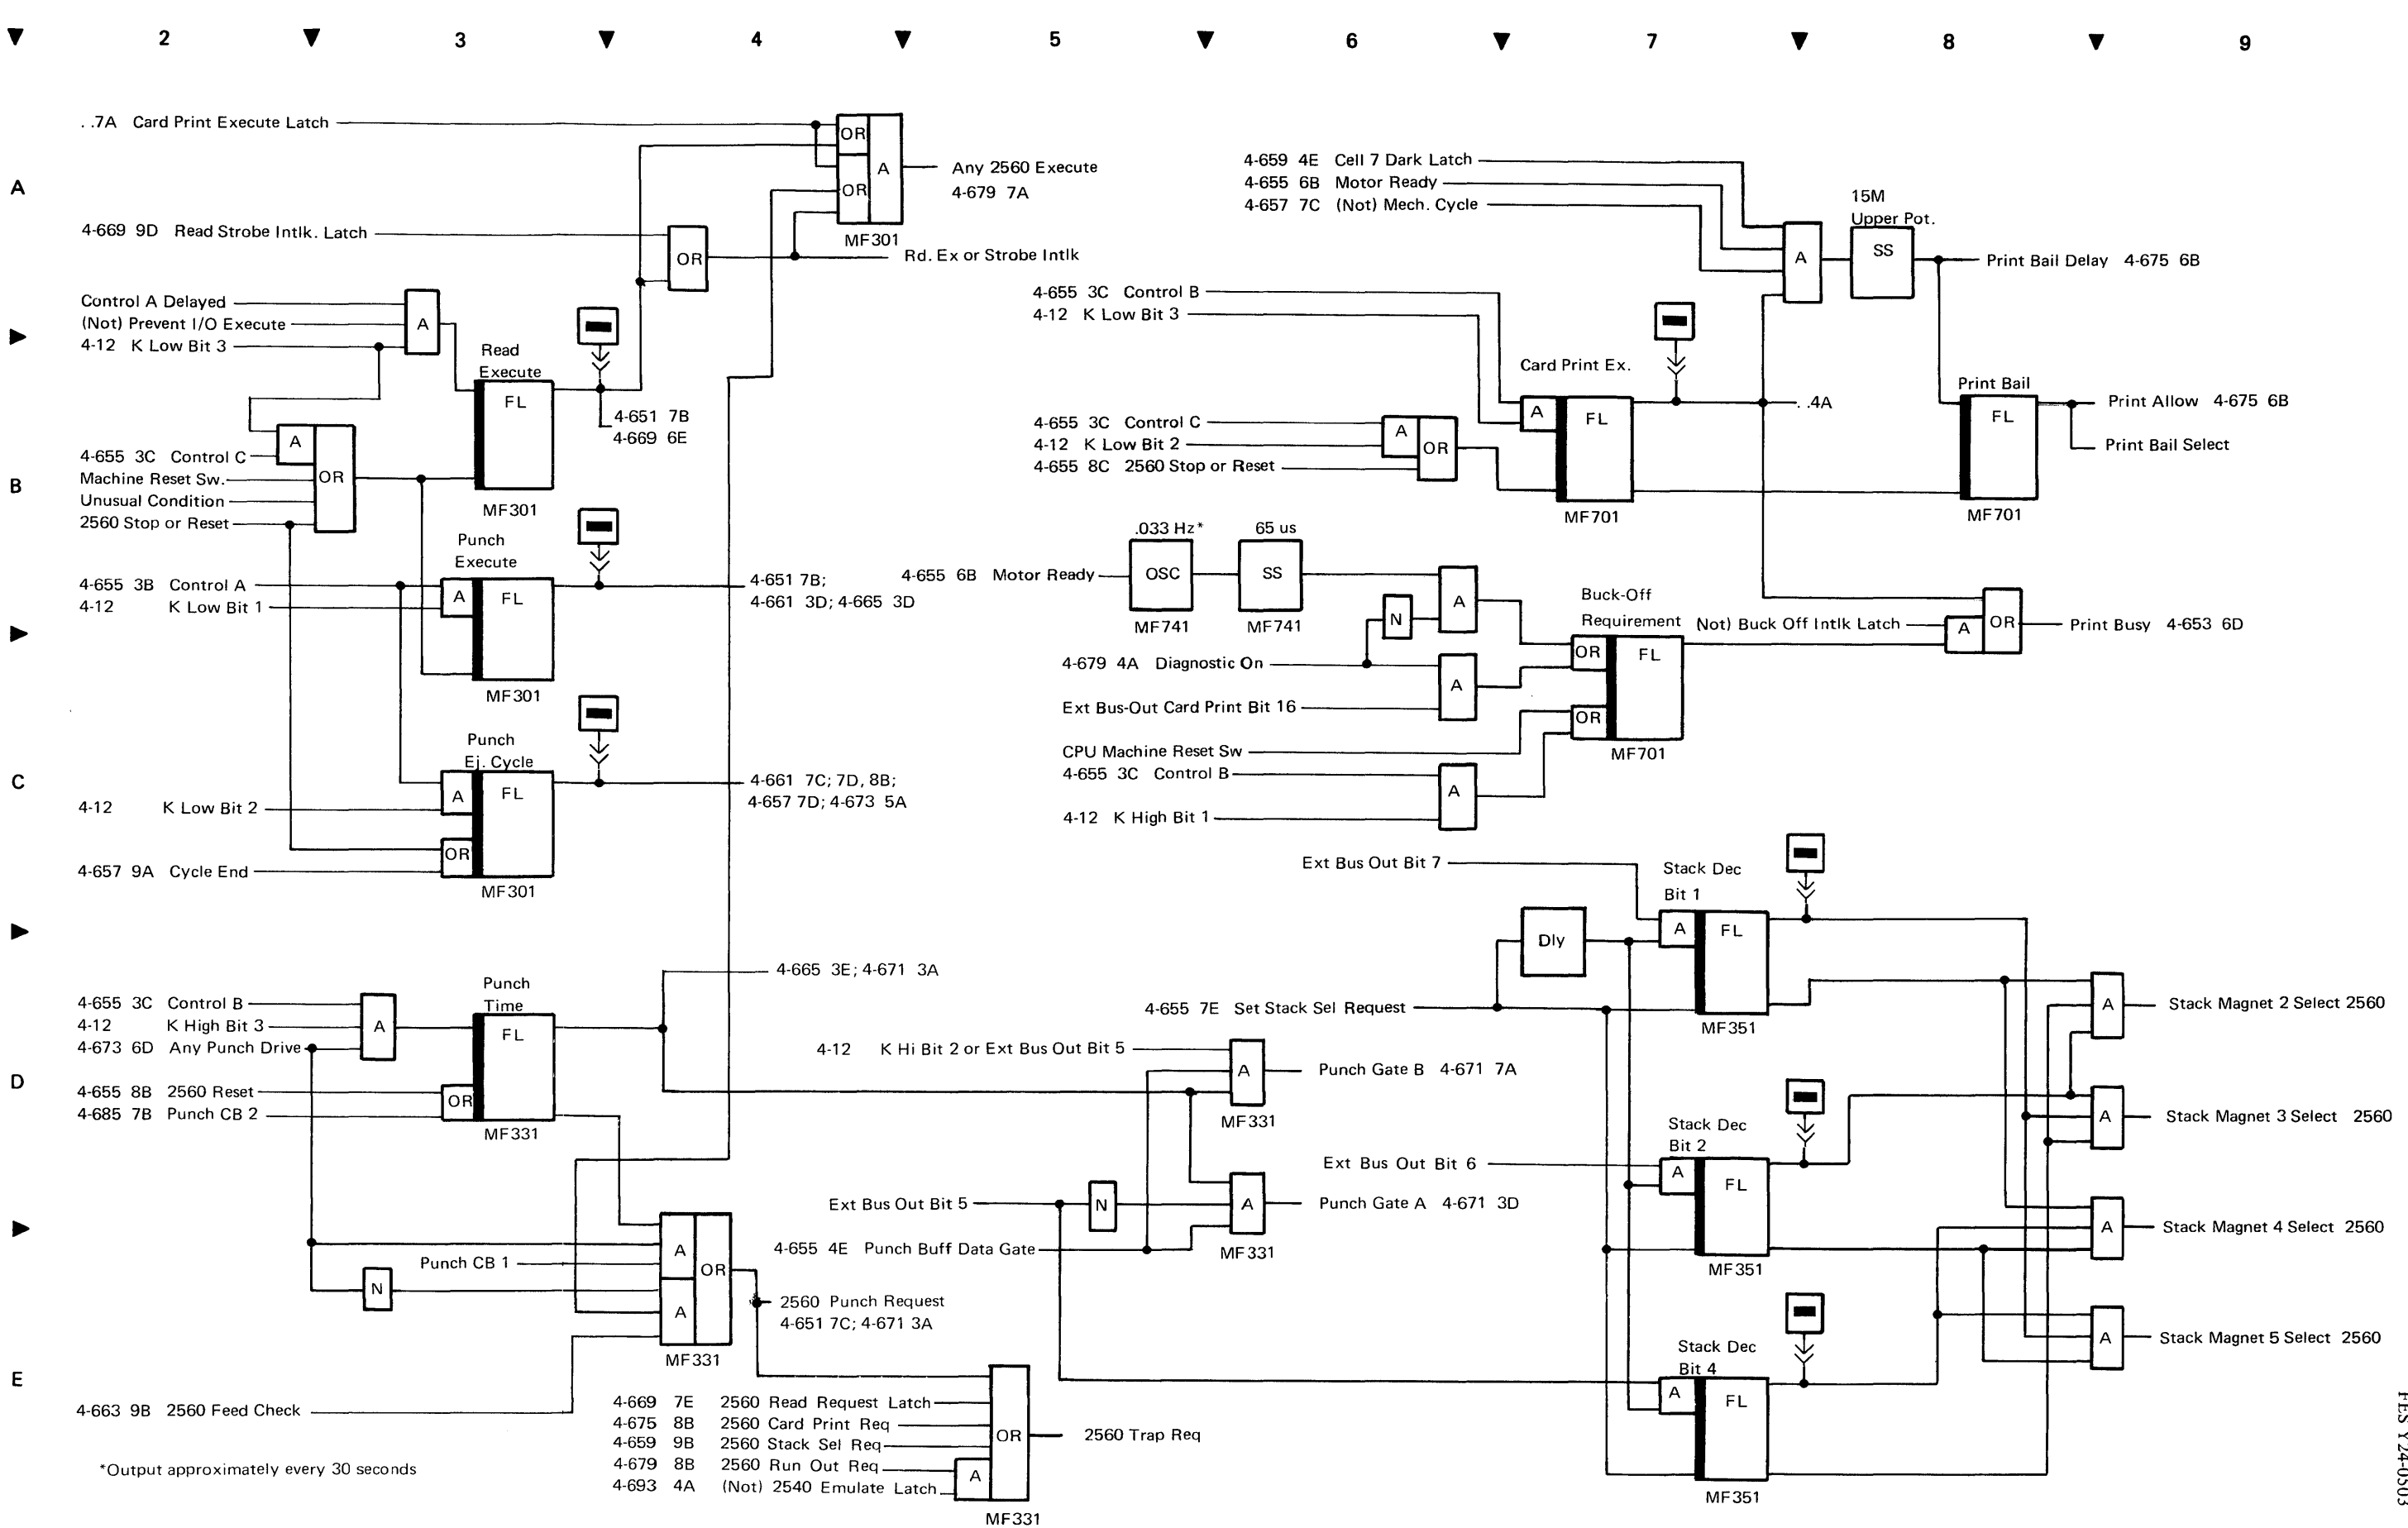 2 3 4 5 6 7 8 9
A
. .7A Card Print Execute Latch
OR
OR
A
MF301
Any 2560 Execute
4-679 7A
4-669 9D Read Strobe Intlk. Latch
OR
Rd. Ex or Strobe Intlk
Control A Delayed
(Not) Prevent I/O Execute
4-12 K Low Bit 3
A
Read
Execute
FL
MF301
4-651 7B
4-669 6E
B
A
OR
4-655 3C Control C
Machine Reset Sw.
Unusual Condition
2560 Stop or Reset
Punch
Execute
4-655 3B Control A
4-12 K Low Bit 1
A
FL
MF301
4-651 7B;
4-661 3D; 4-665 3D
C
Punch
Ej. Cycle
4-12 K Low Bit 2
A
FL
OR
4-657 9A Cycle End
MF301
4-661 7C; 7D, 8B;
4-657 7D; 4-673 5A
D
4-665 3E; 4-671 3A
Punch
Time
4-655 3C Control B
4-12 K High Bit 3
4-673 6D Any Punch Drive
A
FL
4-655 8B 2560 Reset
4-685 7B Punch CB 2
OR
MF331
Punch CB 1
N
A
A
OR
MF331
2560 Punch Request
4-651 7C; 4-671 3A
E
4-663 9B 2560 Feed Check
*Output approximately every 30 seconds
4-669 7E 2560 Read Request Latch
4-675 8B 2560 Card Print Req
4-659 9B 2560 Stack Sel Req
4-679 8B 2560 Run Out Req
4-693 4A (Not) 2540 Emulate Latch
A
OR
MF331
2560 Trap Req
4-659 4E Cell 7 Dark Latch
4-655 6B Motor Ready
4-657 7C (Not) Mech. Cycle
A
15M
Upper Pot.
SS
Print Bail Delay 4-675 6B
4-655 3C Control B
4-12 K Low Bit 3
Card Print Ex.
A
FL
MF701
. .4A
4-655 3C Control C
4-12 K Low Bit 2
4-655 8C 2560 Stop or Reset
A
OR
Print Bail
FL
MF701
Print Allow 4-675 6B
Print Bail Select
.033 Hz*
65 us
4-655 6B Motor Ready
OSC
SS
MF741
MF741
A
N
4-679 4A Diagnostic On
A
Ext Bus-Out Card Print Bit 16
CPU Machine Reset Sw
4-655 3C Control B
4-12 K High Bit 1
A
Buck-Off
Requirement
OR
FL
OR
MF701
Not) Buck Off Intlk Latch
A
OR
Print Busy 4-653 6D
Ext Bus Out Bit 7
Stack Dec
Bit 1
Dly
A
FL
MF351
4-655 7E Set Stack Sel Request
4-12 K Hi Bit 2 or Ext Bus Out Bit 5
A
MF331
Punch Gate B 4-671 7A
Stack Dec
Bit 2
Ext Bus Out Bit 6
A
FL
MF351
Ext Bus Out Bit 5
N
A
MF331
Punch Gate A 4-671 3D
4-655 4E Punch Buff Data Gate
Stack Dec
Bit 4
A
FL
MF351
A
Stack Magnet 2 Select 2560
A
Stack Magnet 3 Select 2560
A
Stack Magnet 4 Select 2560
A
Stack Magnet 5 Select 2560
FES Y24-0503